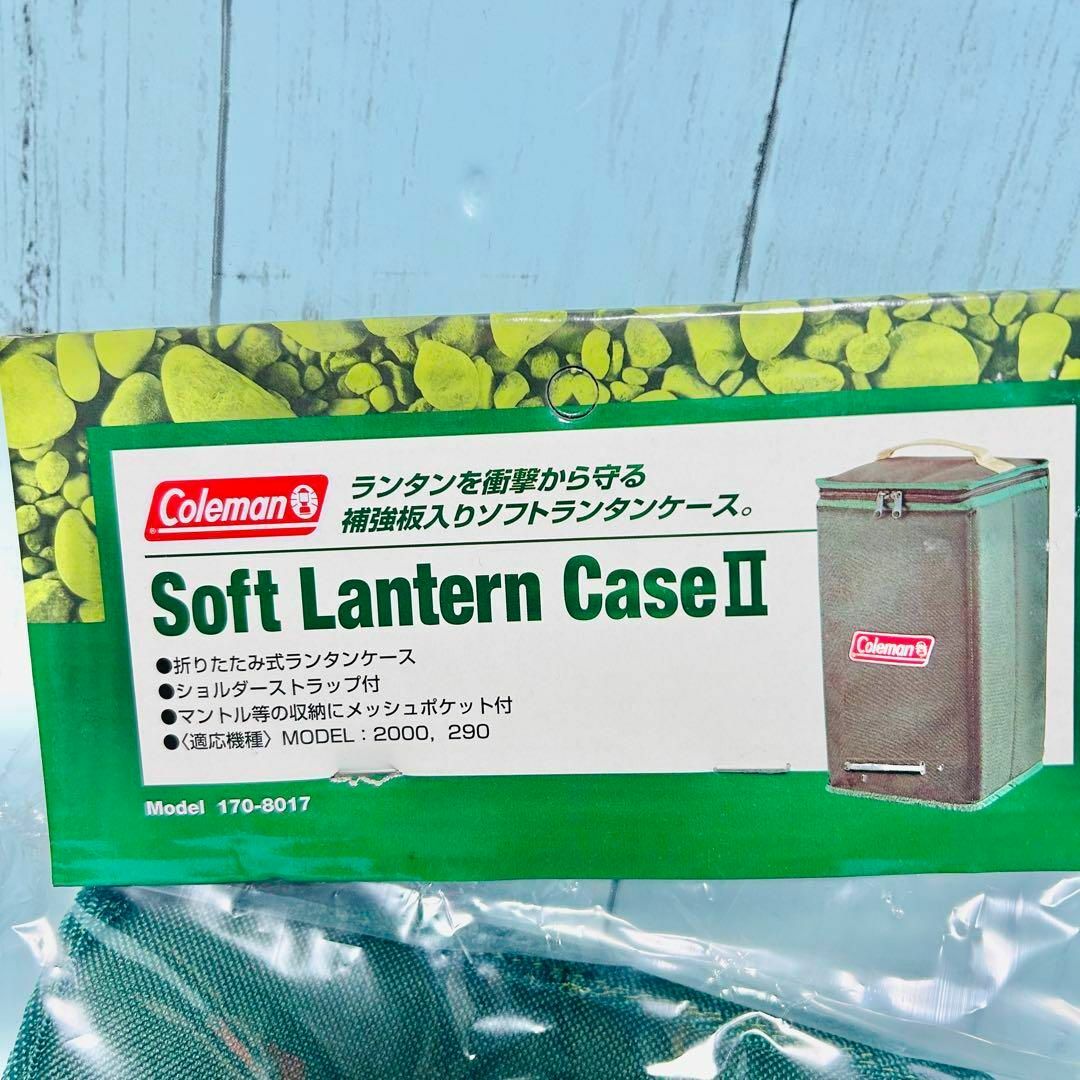 Coleman
ランタンを衝撃から守る
補強板入りソフトランタンケース。
Soft Lantern Case II
●折りたたみ式ランタンケース
●ショルダーストラップ付
●マントル等の収納にメッシュポケット付
●〈適応機種〉MODEL：2000, 290
Model 170-8017
Coleman